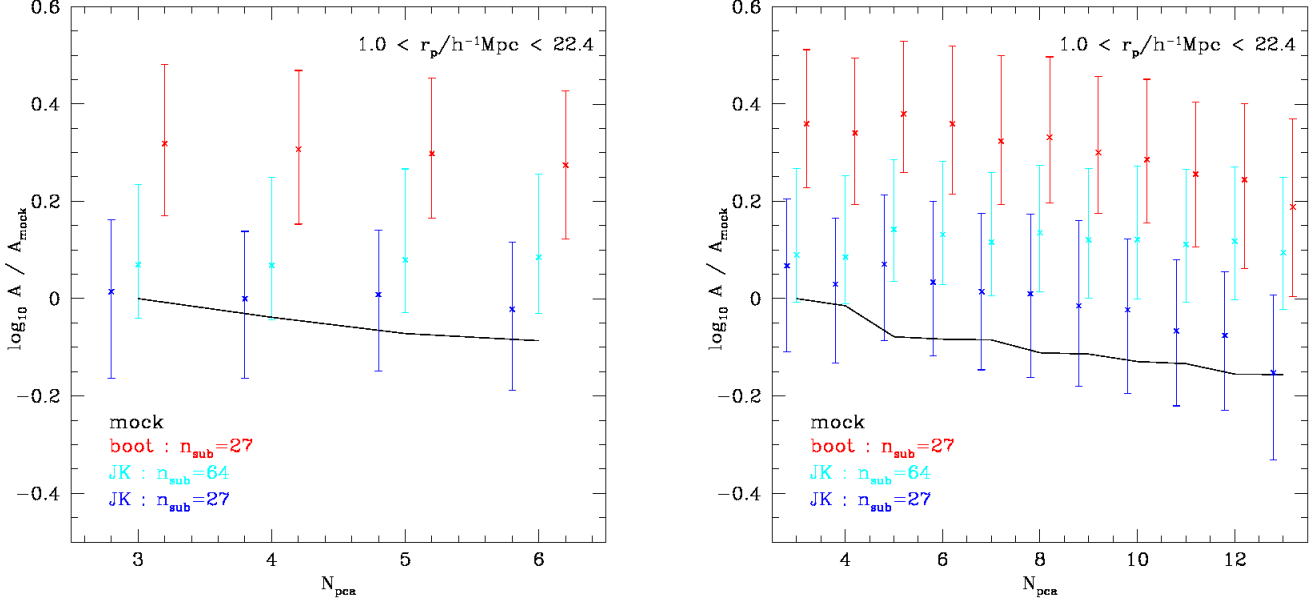 1.0 < r_p/h⁻¹Mpc < 22.4
0.6
0.4
0.2
0
−0.2
−0.4
log₁₀ A / A_mock
mock
boot : n_sub=27
JK : n_sub=64
JK : n_sub=27
3 4 5 6
N_pca
1.0 < r_p/h⁻¹Mpc < 22.4
0.6
0.4
0.2
0
−0.2
−0.4
log₁₀ A / A_mock
mock
boot : n_sub=27
JK : n_sub=64
JK : n_sub=27
4 6 8 10 12
N_pca